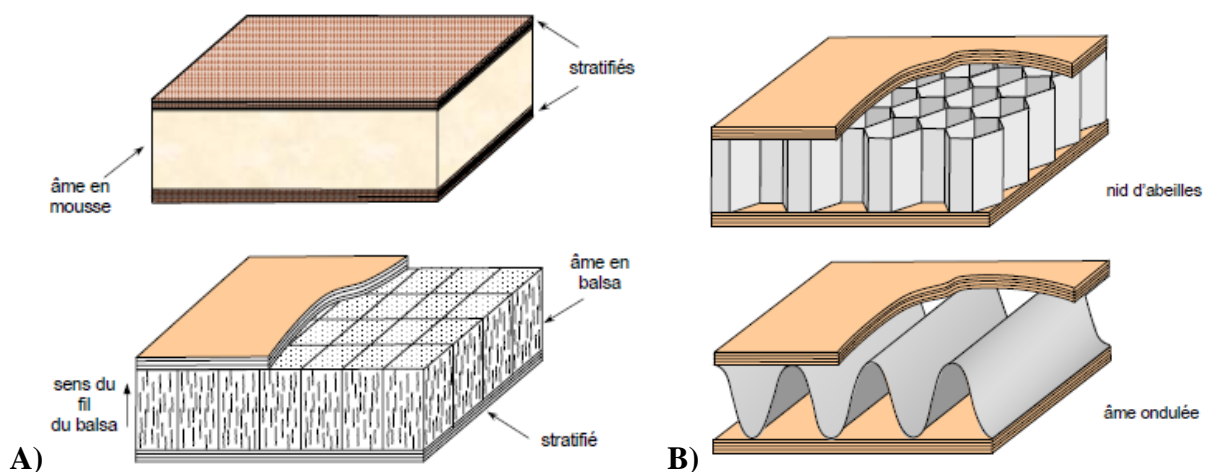 stratifiés
âme en
mousse
âme en
balsa
sens du
fil
du balsa
stratifié
A)
nid d'abeilles
âme ondulée
B)